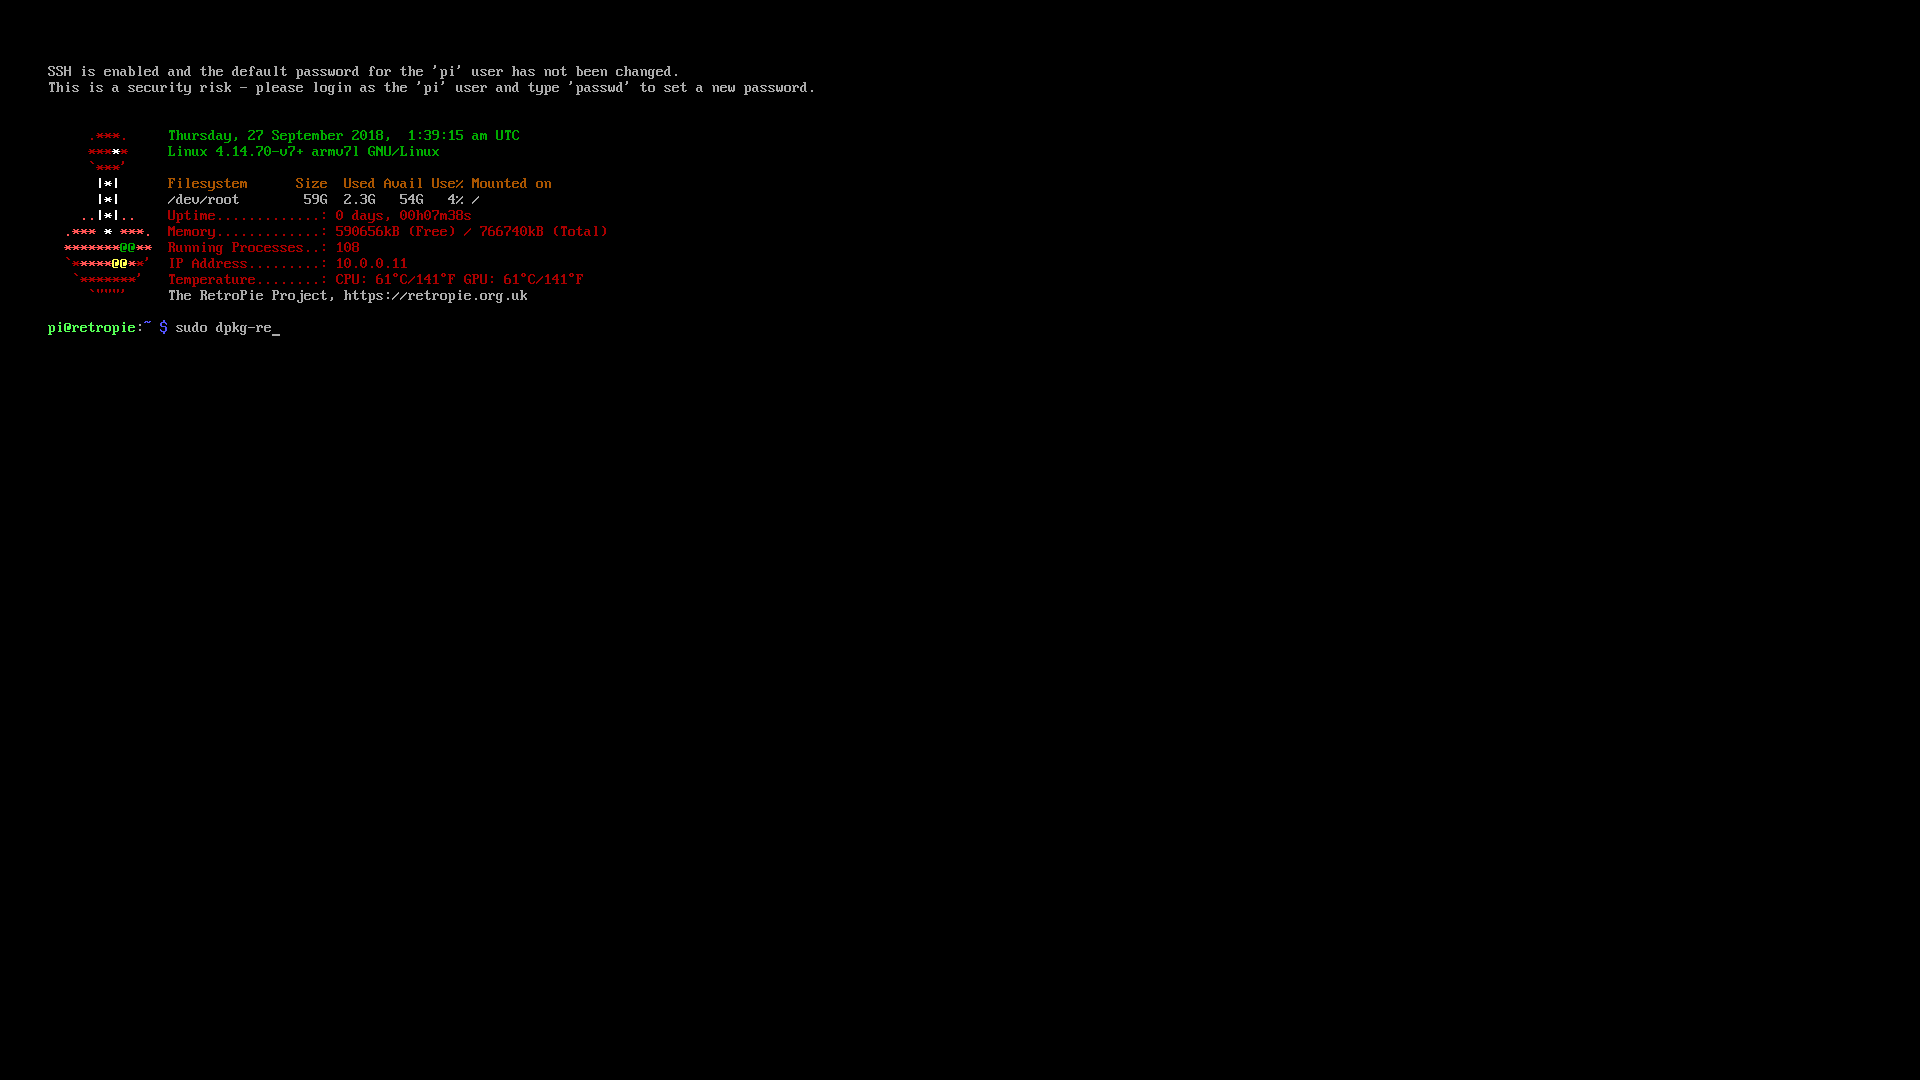 SSH is enabled and the default password for the 'pi' user has not been changed.
This is a security risk - please login as the 'pi' user and type 'passwd' to set a new password.
.***. Thursday, 27 September 2018,  1:39:15 am UTC
***** Linux 4.14.70-v7+ armv7l GNU/Linux
`***'
|*| Filesystem      Size  Used Avail Use% Mounted on
|*| /dev/root        59G  2.3G   54G   4% /
..|*|.. Uptime.............: 0 days, 00h07m38s
.*** * ***. Memory.............: 590656kB (Free) / 766740kB (Total)
*******@@** Running Processes..: 108
`*****@@**' IP Address.........: 10.0.0.11
`*******' Temperature........: CPU: 61°C/141°F GPU: 61°C/141°F
`"""' The RetroPie Project, https://retropie.org.uk
pi@retropie:~ $ sudo dpkg-re_